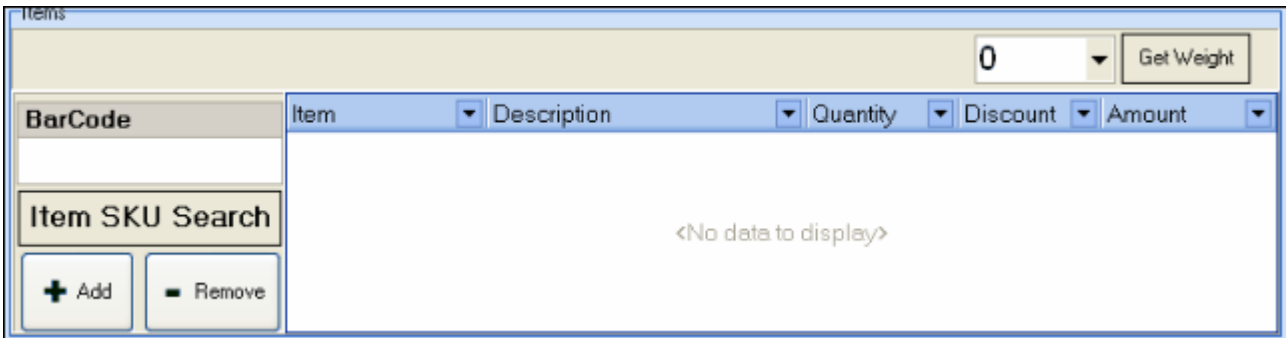 Items
0 Get Weight
BarCode
Item Description Quantity Discount Amount
Item SKU Search
<No data to display>
Add Remove